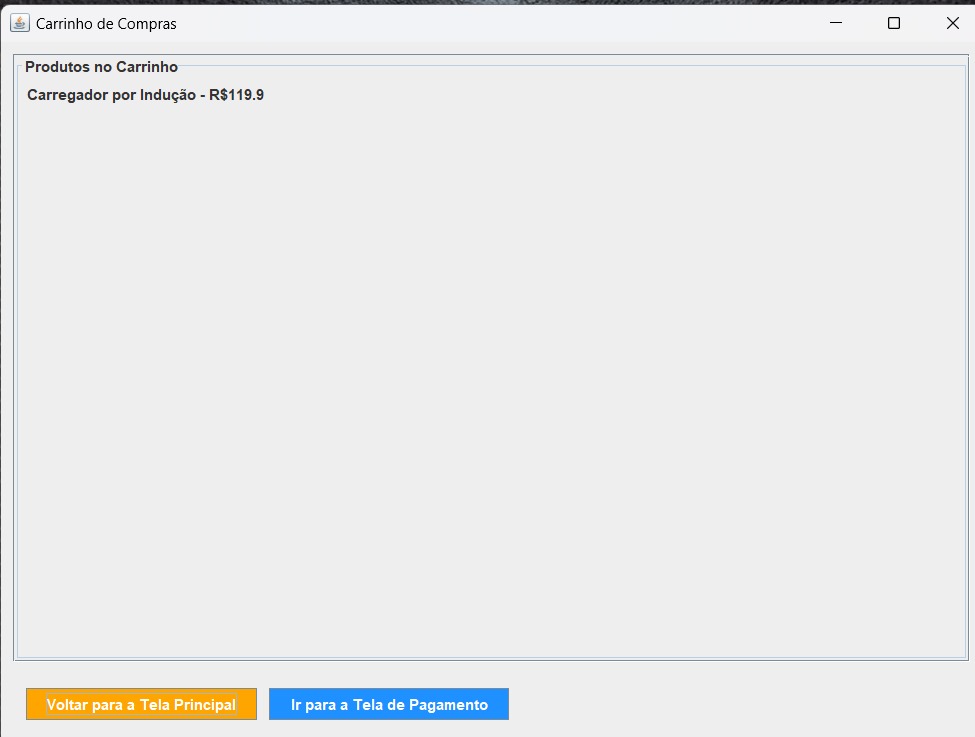 Carrinho de Compras
Produtos no Carrinho
Carregador por Indução - R$119.9
Voltar para a Tela Principal
Ir para a Tela de Pagamento